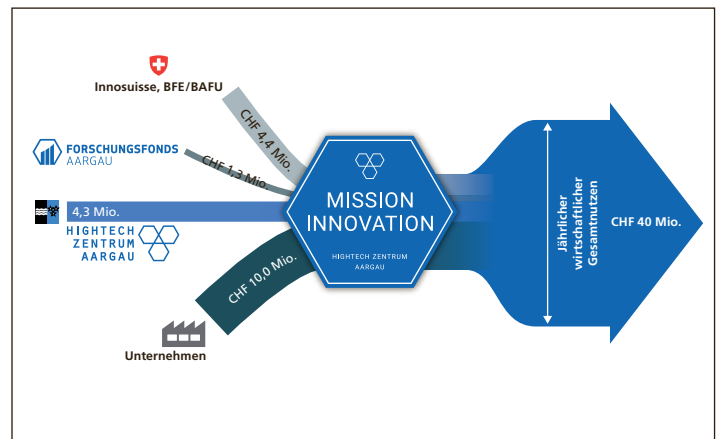 Innosuisse, BFE/BAFU
CHF 4,4 Mio.
FORSCHUNGSFONDS
AARGAU
CHF 1,3 Mio.
4,3 Mio.
HIGHTECH
ZENTRUM
AARGAU
CHF 10,0 Mio.
Unternehmen
MISSION
INNOVATION
HIGHTECH ZENTRUM
AARGAU
Jährlicher
wirtschaftlicher
Gesamtnutzen
CHF 40 Mio.